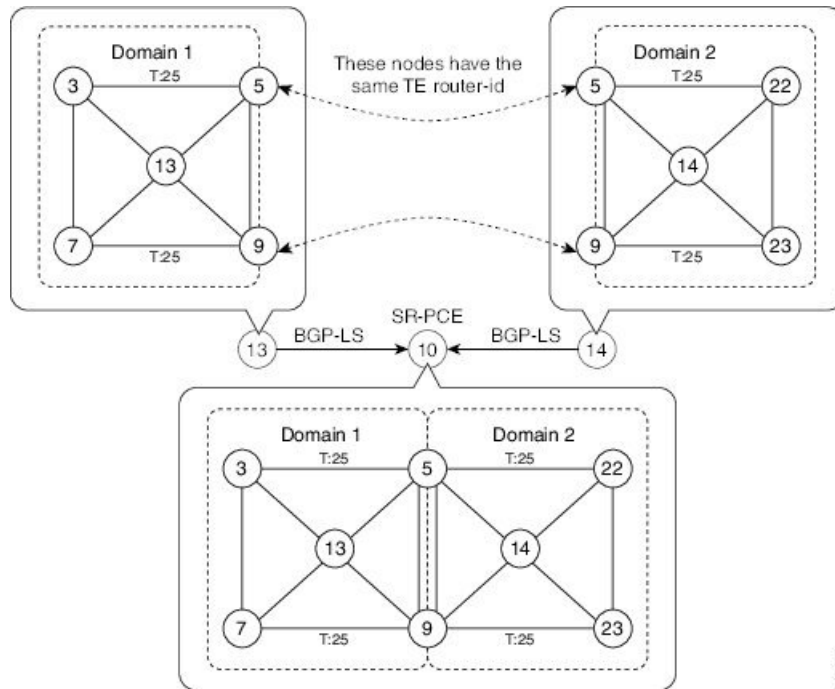 Domain 1
T:25
3
5
13
7
9
T:25
These nodes have the
same TE router-id
Domain 2
T:25
5
22
14
9
23
T:25
SR-PCE
13
BGP-LS
10
BGP-LS
14
Domain 1
Domain 2
T:25
T:25
3
5
22
13
14
7
9
23
T:25
T:25